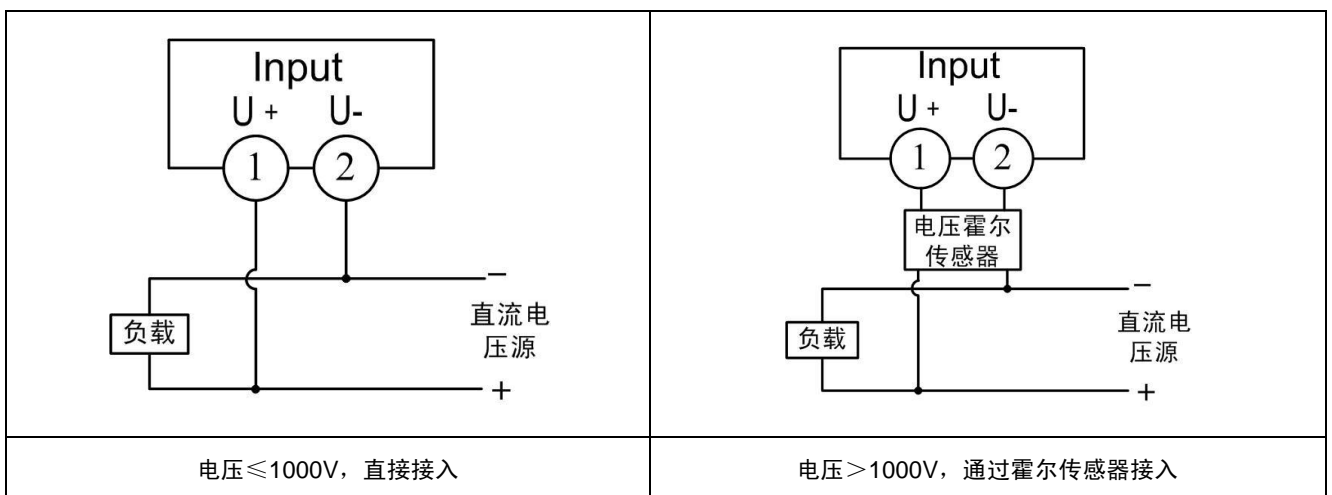 Input
U + U-
1 2
负载
−
直流电
压源
+
电压≤1000V，直接接入
Input
U + U-
1 2
电压霍尔
传感器
负载
−
直流电
压源
+
电压＞1000V，通过霍尔传感器接入